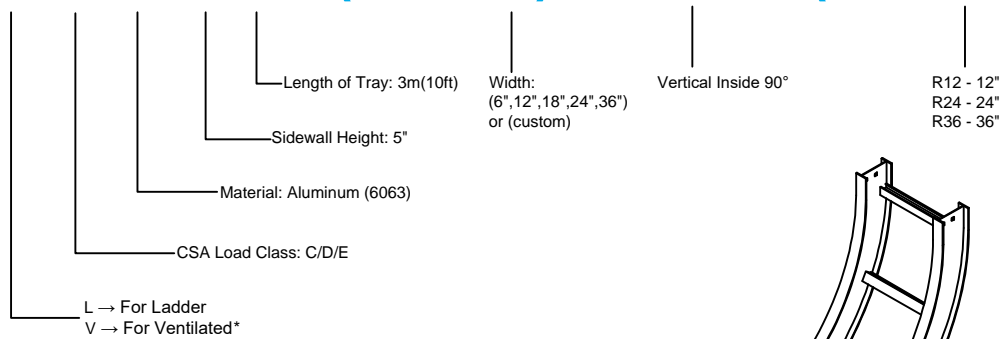 Length of Tray: 3m(10ft)
Width:
(6",12",18",24",36")
or (custom)
Vertical Inside 90°
R12 - 12"
R24 - 24"
R36 - 36"
Sidewall Height: 5"
Material: Aluminum (6063)
CSA Load Class: C/D/E
L → For Ladder
V → For Ventilated*